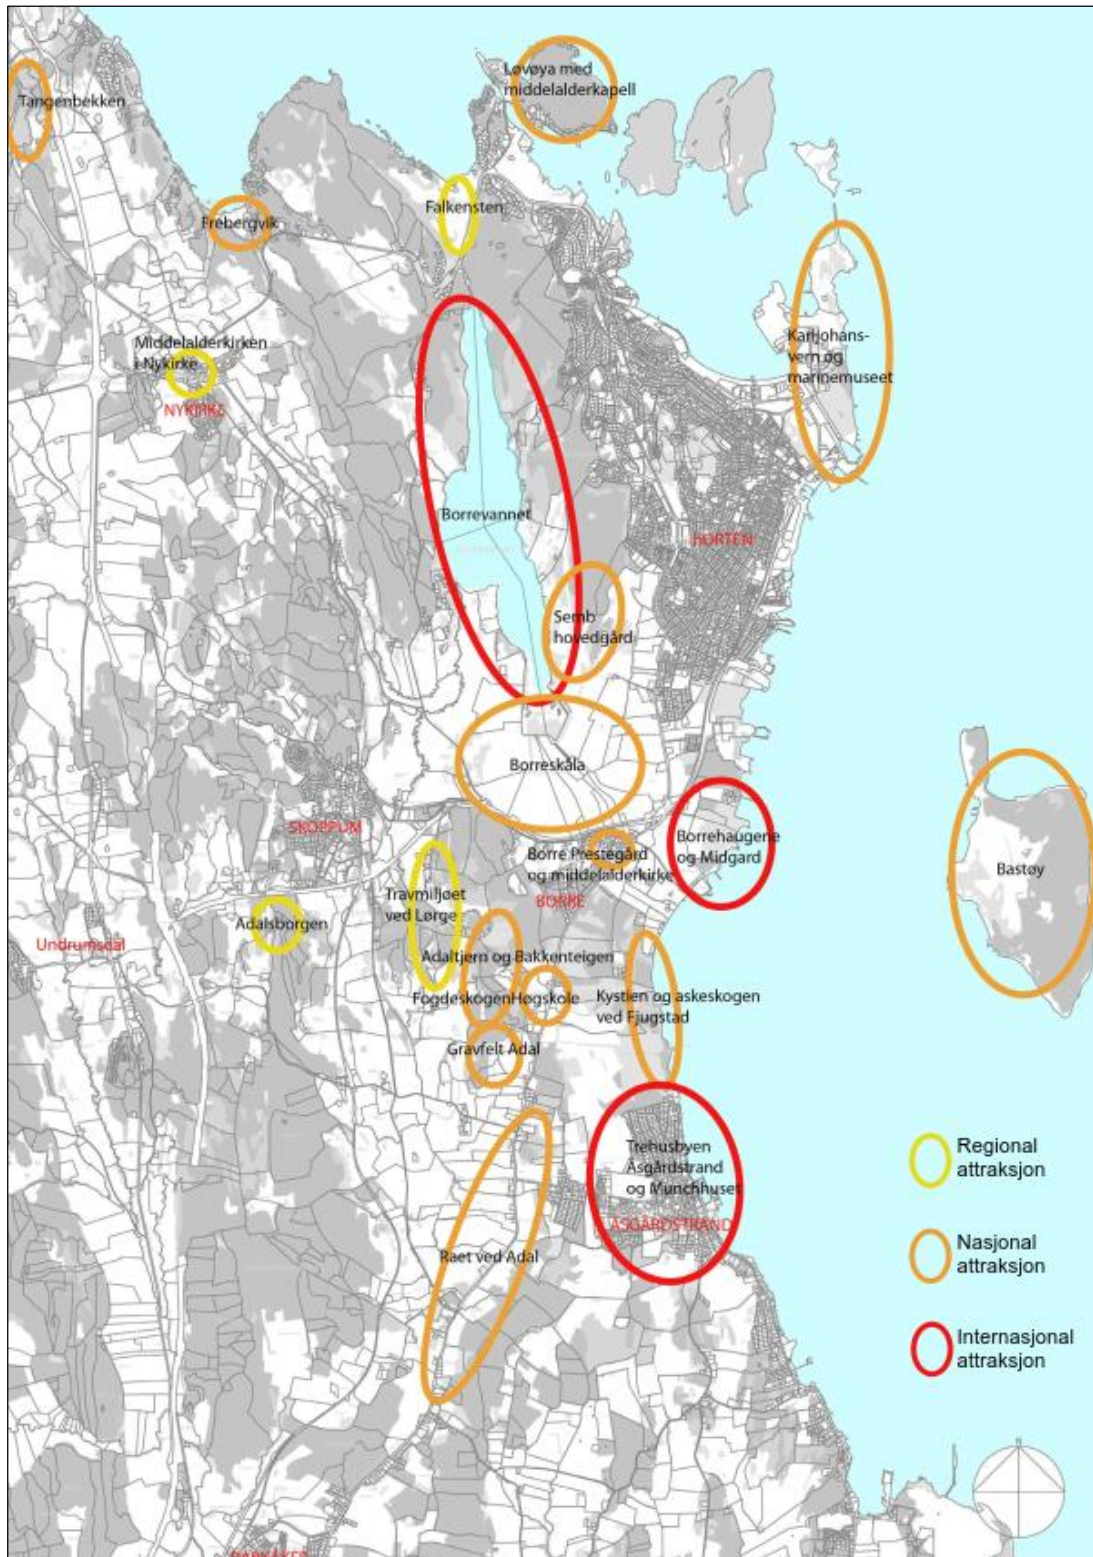 Løvøya med
middelalderkapell
Tangenbekken
Falkensten
Frebergvik
Middelalderkirken
i Nykirke
NYKIRKE
Karljohans-
vern og
marinemuseet
Borrevannet
HORTEN
Semb
hovedgård
Borreskåla
SKOPPUM
Borrehaugene
og Midgard
Borre Prestegård
og middelalderkirke
BORRE
Bastøy
Travmiljøet
ved Lørge
Adalsborgen
Undrumsdal
Adaltjern og Bakkenteigen
Fogdeskogen
Høgskole
Kystien og askeskogen
ved Fjugstad
Gravfelt Adal
Trehusbyen
Åsgårdstrand
og Munchhuset
ÅSGÅRDSTRAND
Raet ved Adal
Regional
attraksjon
Nasjonal
attraksjon
Internasjonal
attraksjon
N
BARKÅKER